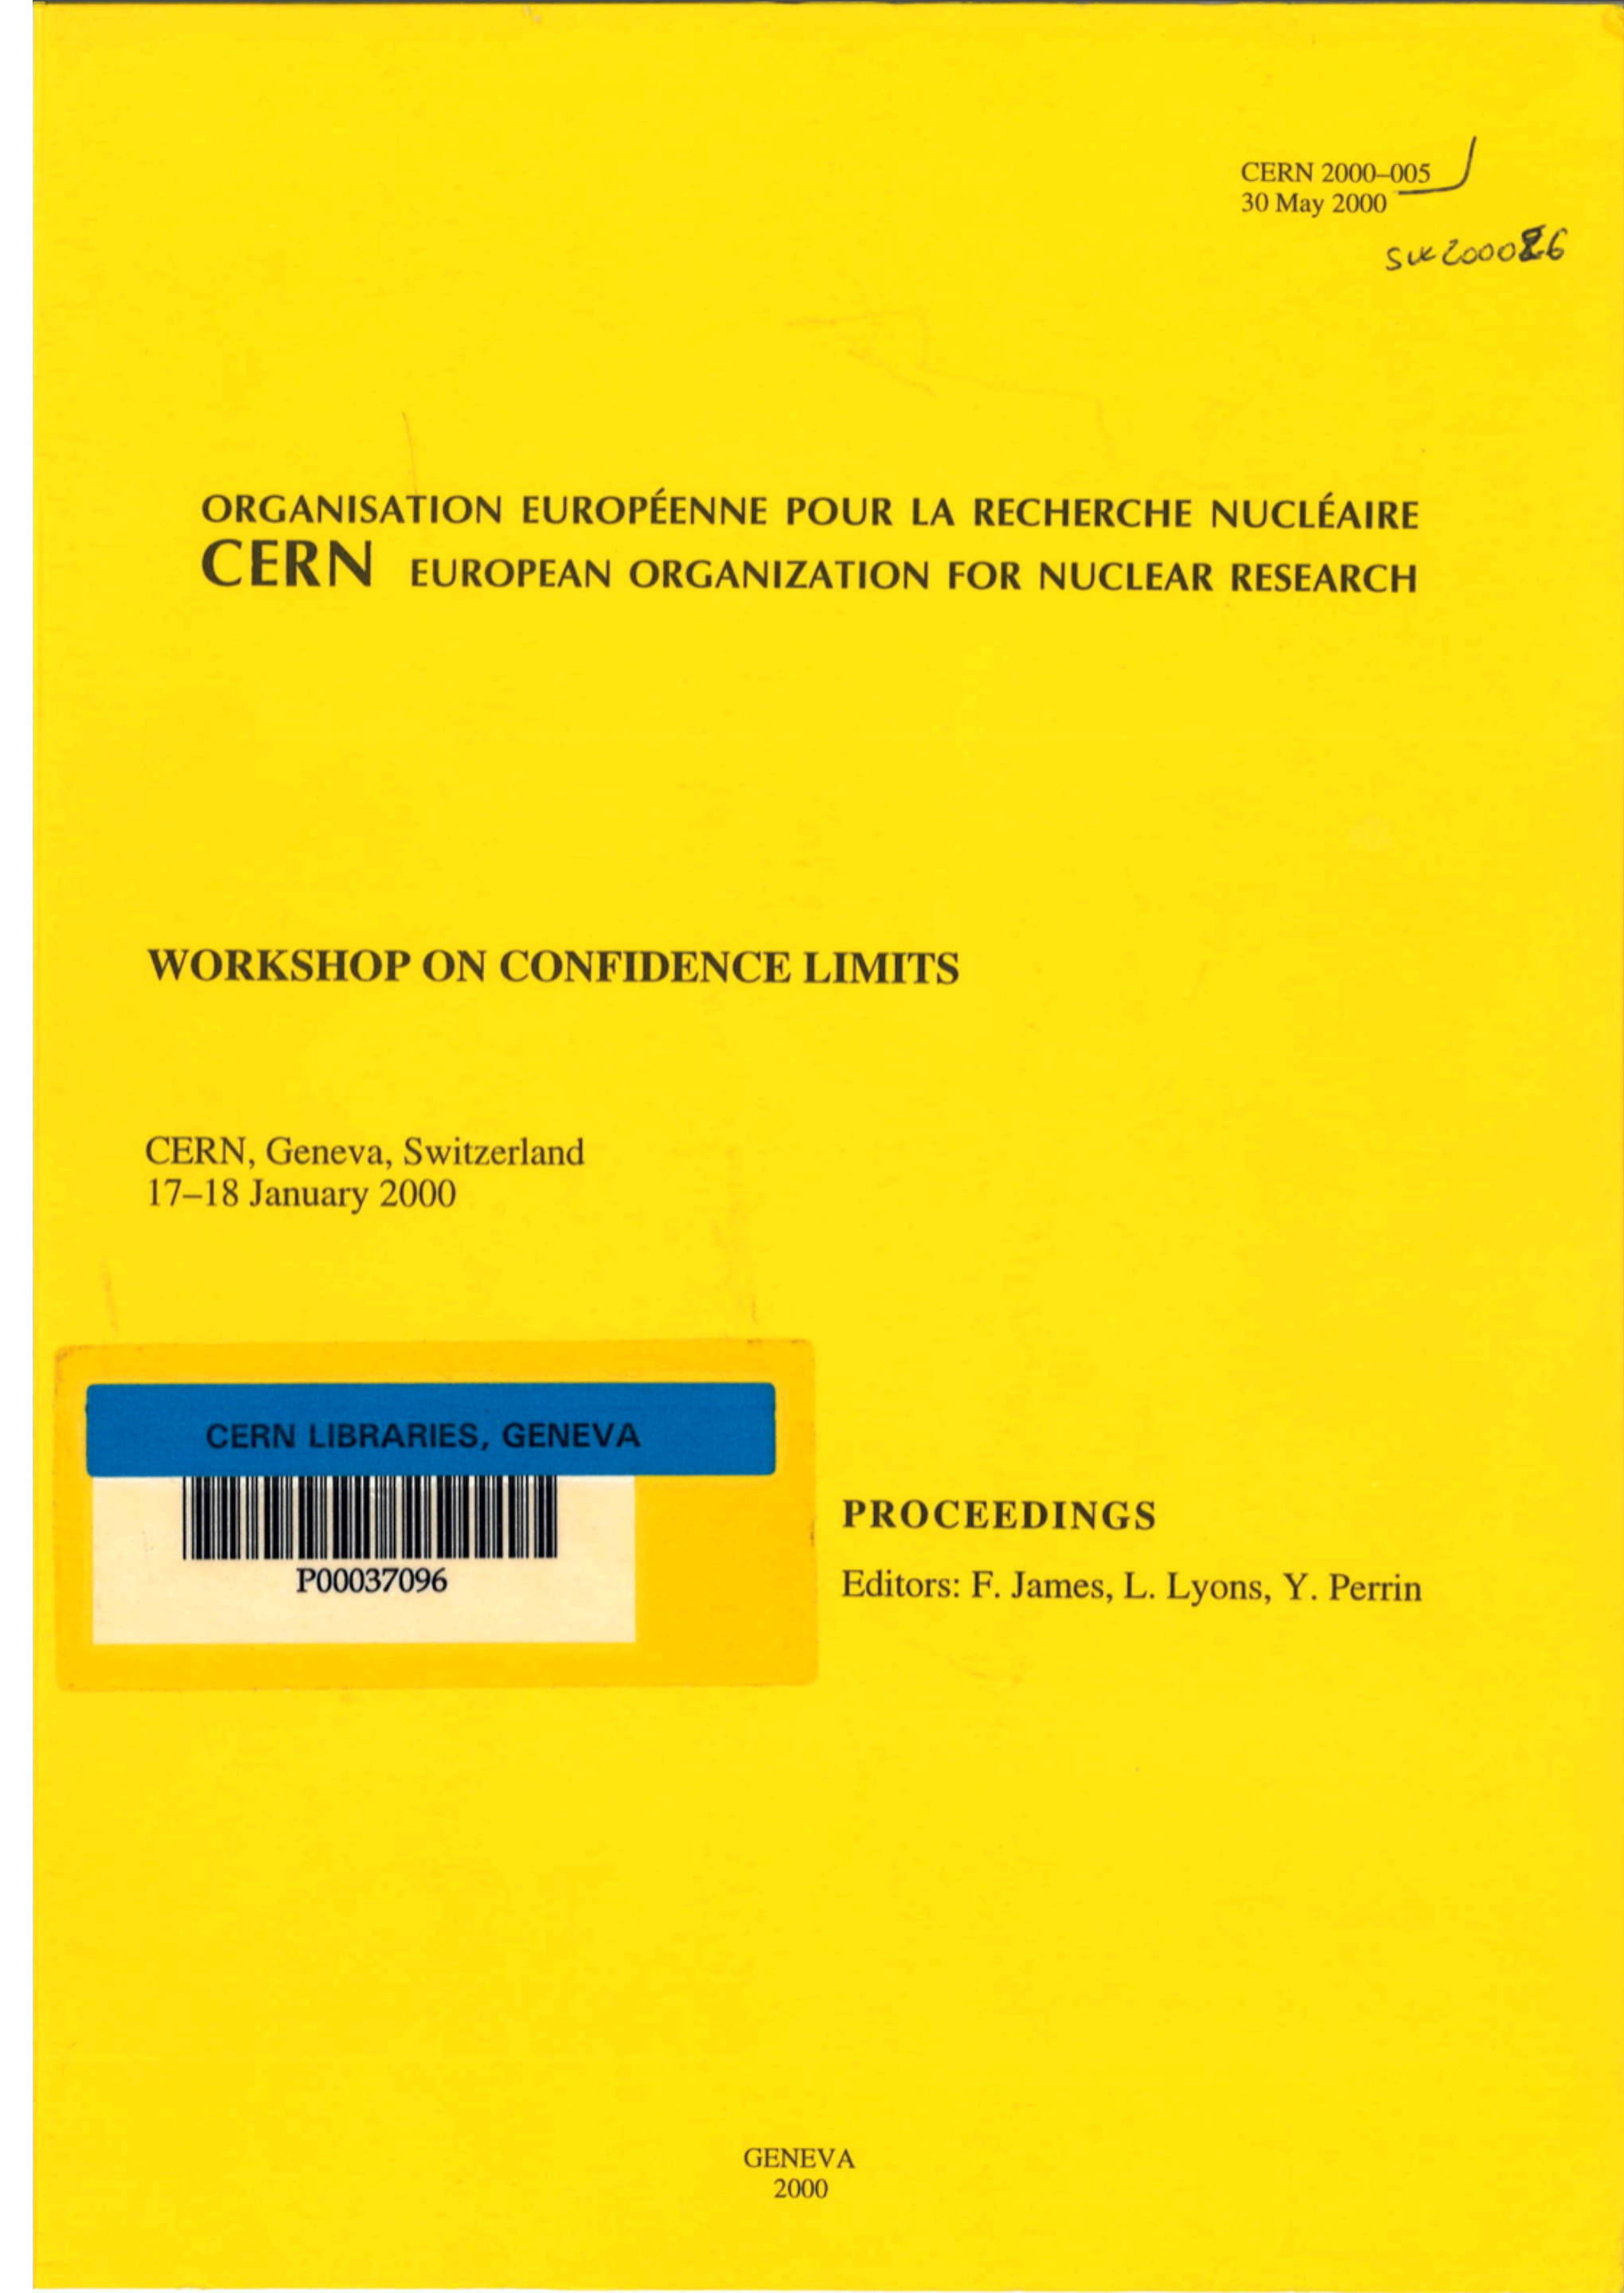 CERN 2000–005
30 May 2000
ORGANISATION EUROPÉENNE POUR LA RECHERCHE NUCLÉAIRE
CERN EUROPEAN ORGANIZATION FOR NUCLEAR RESEARCH
WORKSHOP ON CONFIDENCE LIMITS
CERN, Geneva, Switzerland
17–18 January 2000
CERN LIBRARIES, GENEVA
P00037096
PROCEEDINGS
Editors: F. James, L. Lyons, Y. Perrin
GENEVA
2000